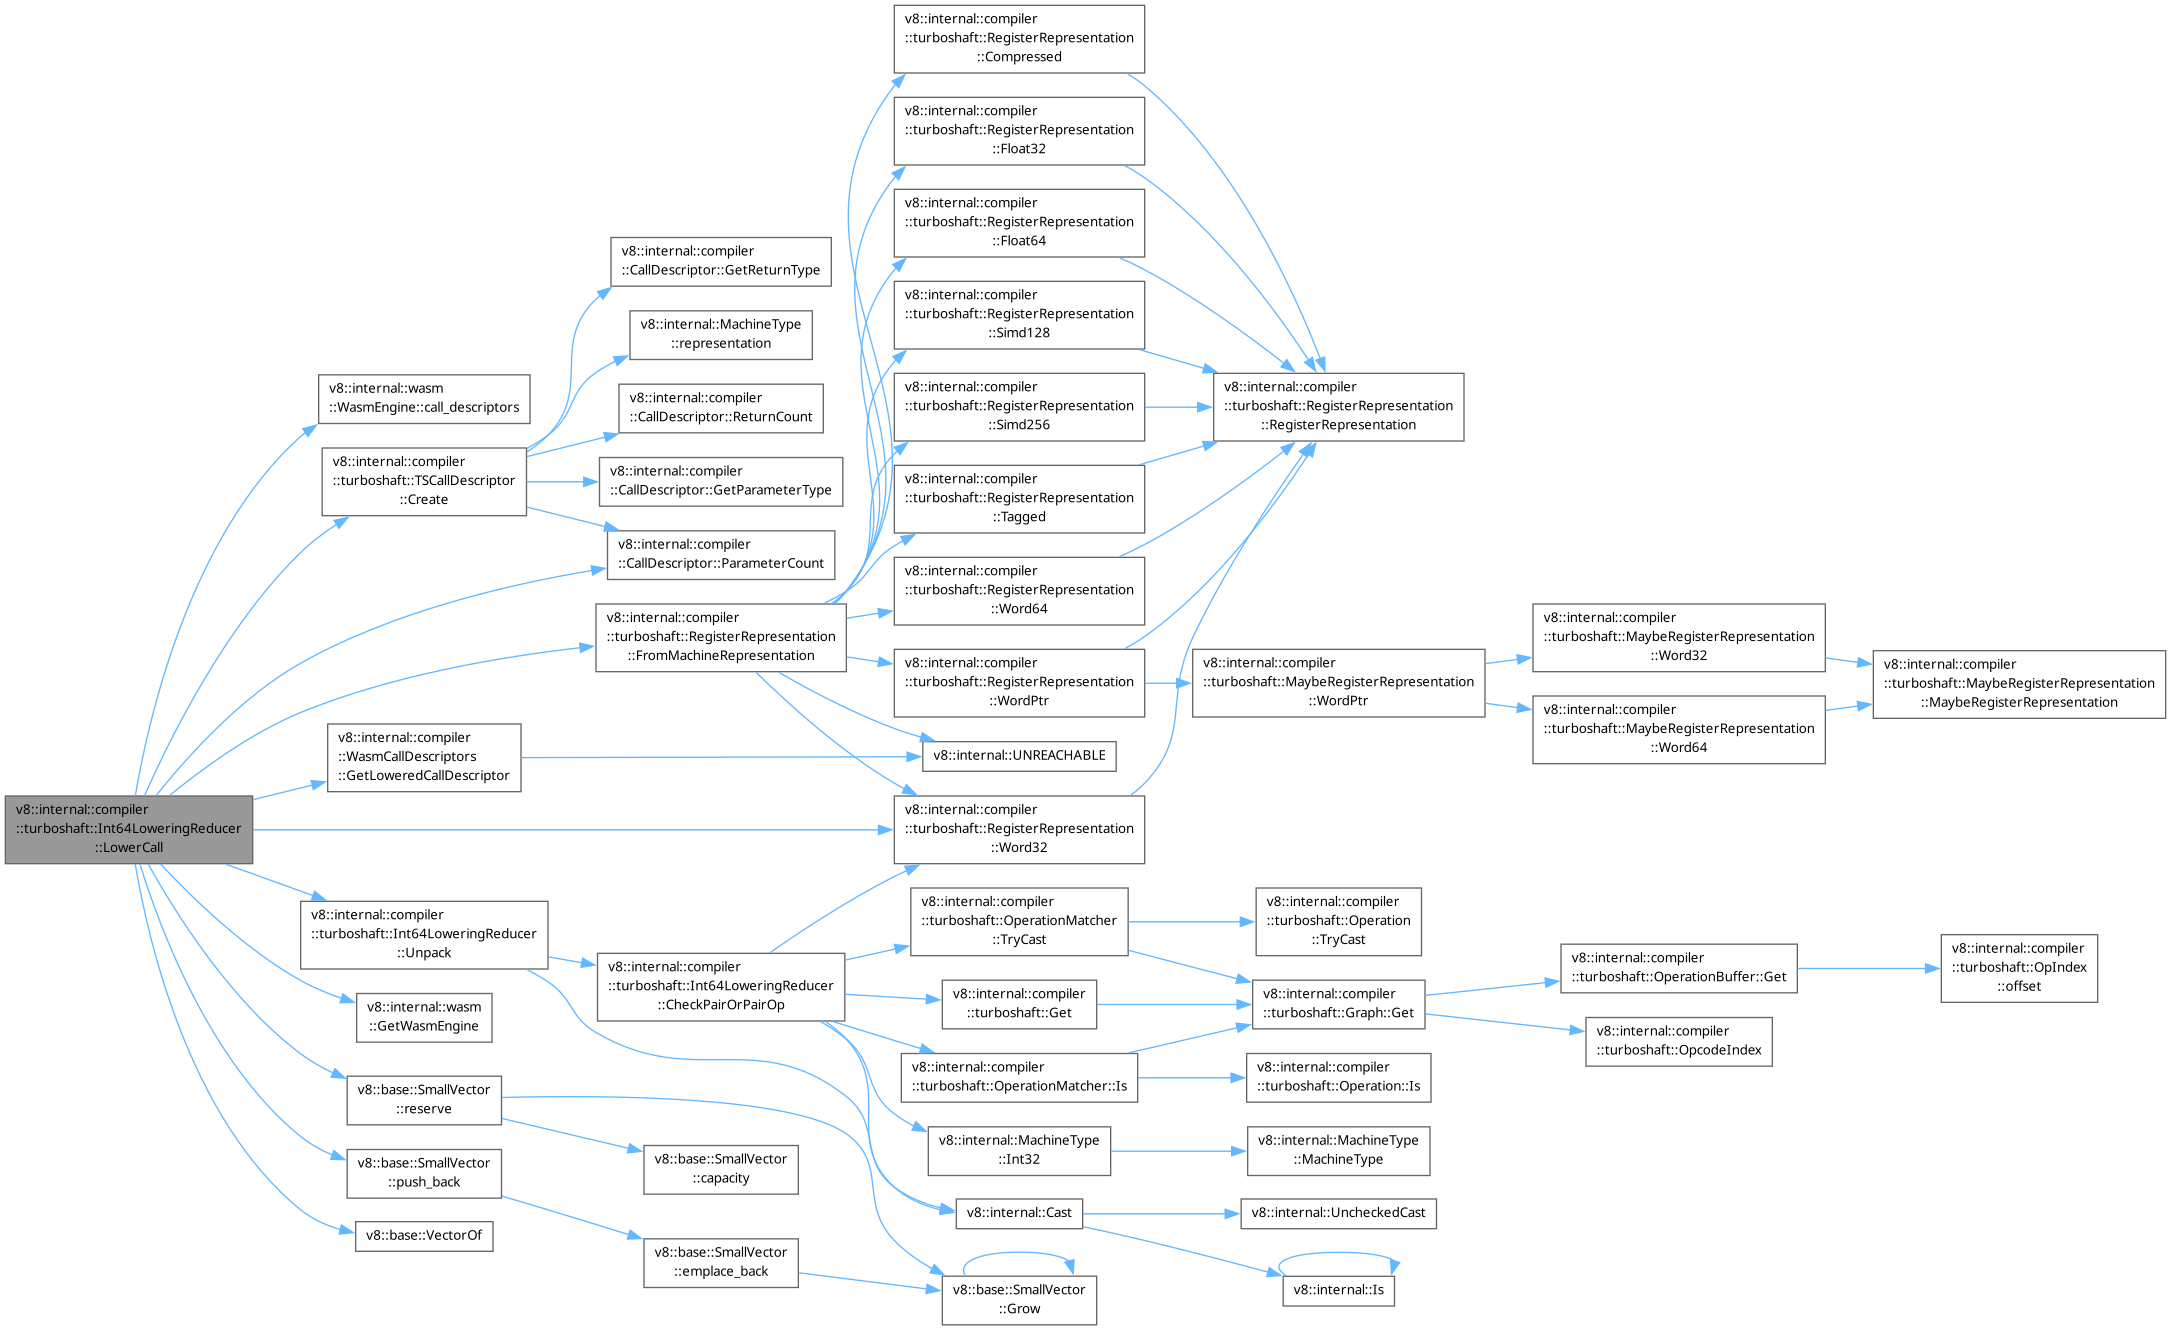 v8::internal::compiler
::turboshaft::Int64LoweringReducer
::LowerCall
v8::internal::wasm
::WasmEngine::call_descriptors
v8::internal::compiler
::turboshaft::TSCallDescriptor
::Create
v8::internal::compiler
::CallDescriptor::GetReturnType
v8::internal::MachineType
::representation
v8::internal::compiler
::CallDescriptor::ReturnCount
v8::internal::compiler
::CallDescriptor::GetParameterType
v8::internal::compiler
::CallDescriptor::ParameterCount
v8::internal::compiler
::turboshaft::RegisterRepresentation
::FromMachineRepresentation
v8::internal::compiler
::turboshaft::RegisterRepresentation
::Compressed
v8::internal::compiler
::turboshaft::RegisterRepresentation
::Float32
v8::internal::compiler
::turboshaft::RegisterRepresentation
::Float64
v8::internal::compiler
::turboshaft::RegisterRepresentation
::Simd128
v8::internal::compiler
::turboshaft::RegisterRepresentation
::Simd256
v8::internal::compiler
::turboshaft::RegisterRepresentation
::Tagged
v8::internal::compiler
::turboshaft::RegisterRepresentation
::Word64
v8::internal::compiler
::turboshaft::RegisterRepresentation
::WordPtr
v8::internal::UNREACHABLE
v8::internal::compiler
::turboshaft::RegisterRepresentation
::Word32
v8::internal::compiler
::turboshaft::RegisterRepresentation
::RegisterRepresentation
v8::internal::compiler
::turboshaft::MaybeRegisterRepresentation
::WordPtr
v8::internal::compiler
::turboshaft::MaybeRegisterRepresentation
::Word32
v8::internal::compiler
::turboshaft::MaybeRegisterRepresentation
::Word64
v8::internal::compiler
::turboshaft::MaybeRegisterRepresentation
::MaybeRegisterRepresentation
v8::internal::compiler
::WasmCallDescriptors
::GetLoweredCallDescriptor
v8::internal::compiler
::turboshaft::Int64LoweringReducer
::Unpack
v8::internal::compiler
::turboshaft::Int64LoweringReducer
::CheckPairOrPairOp
v8::internal::compiler
::turboshaft::OperationMatcher
::TryCast
v8::internal::compiler
::turboshaft::Operation
::TryCast
v8::internal::compiler
::turboshaft::Get
v8::internal::compiler
::turboshaft::Graph::Get
v8::internal::compiler
::turboshaft::OperationBuffer::Get
v8::internal::compiler
::turboshaft::OpIndex
::offset
v8::internal::compiler
::turboshaft::OpcodeIndex
v8::internal::compiler
::turboshaft::OperationMatcher::Is
v8::internal::compiler
::turboshaft::Operation::Is
v8::internal::MachineType
::Int32
v8::internal::MachineType
::MachineType
v8::internal::Cast
v8::internal::UncheckedCast
v8::internal::Is
v8::internal::wasm
::GetWasmEngine
v8::base::SmallVector
::reserve
v8::base::SmallVector
::capacity
v8::base::SmallVector
::push_back
v8::base::SmallVector
::emplace_back
v8::base::SmallVector
::Grow
v8::base::VectorOf